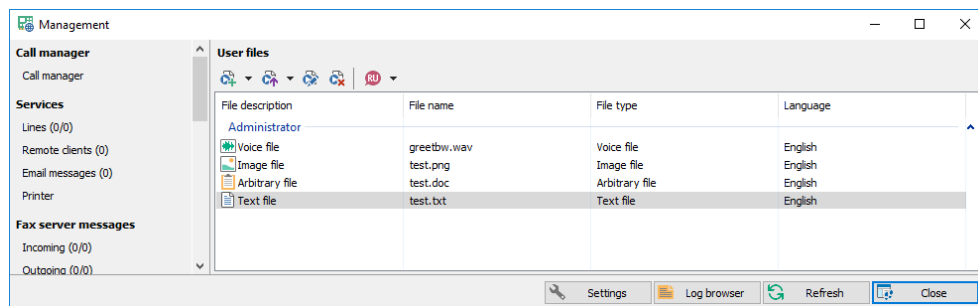 Management
Call manager
Call manager
Services
Lines (0/0)
Remote clients (0)
Email messages (0)
Printer
Fax server messages
Incoming (0/0)
Outgoing (0/0)
User files
RU
File description File name File type Language
Administrator
Voice file greetbw.wav Voice file English
Image file test.png Image file English
Arbitrary file test.doc Arbitrary file English
Text file test.txt Text file English
Settings Log browser Refresh Close